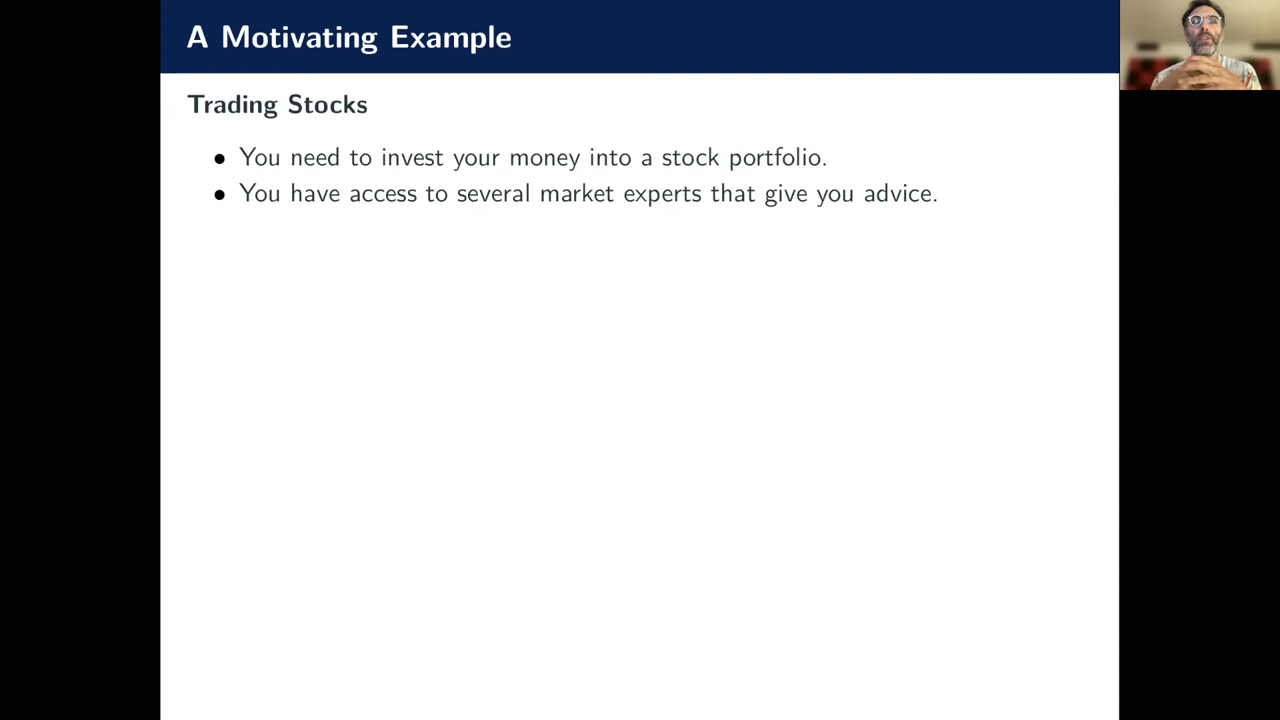 A Motivating Example
Trading Stocks
• You need to invest your money into a stock portfolio.
• You have access to several market experts that give you advice.